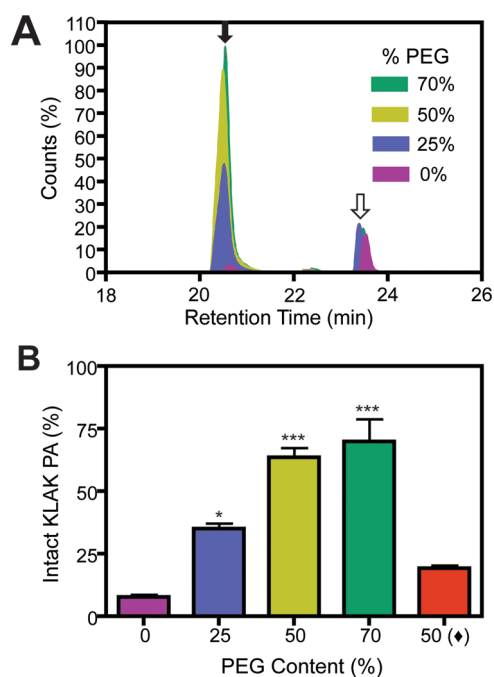 A
110
100
90
80
70
60
50
40
30
20
10
0
Counts (%)
18 20 22 24 26
Retention Time (min)
% PEG
70%
50%
25%
0%
B
100
75
50
25
0
Intact KLAK PA (%)
* *** ***
0 25 50 70 50 (♦)
PEG Content (%)